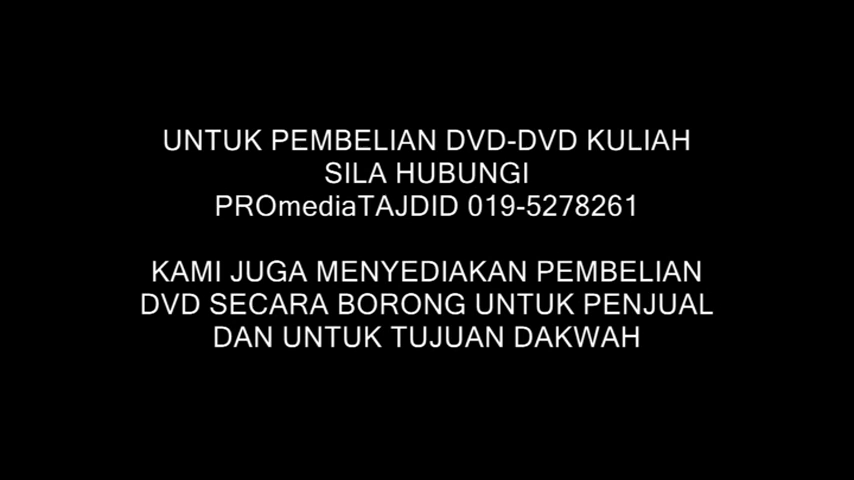 UNTUK PEMBELIAN DVD-DVD KULIAH
SILA HUBUNGI
PROmediaTAJDID 019-5278261
KAMI JUGA MENYEDIAKAN PEMBELIAN
DVD SECARA BORONG UNTUK PENJUAL
DAN UNTUK TUJUAN DAKWAH